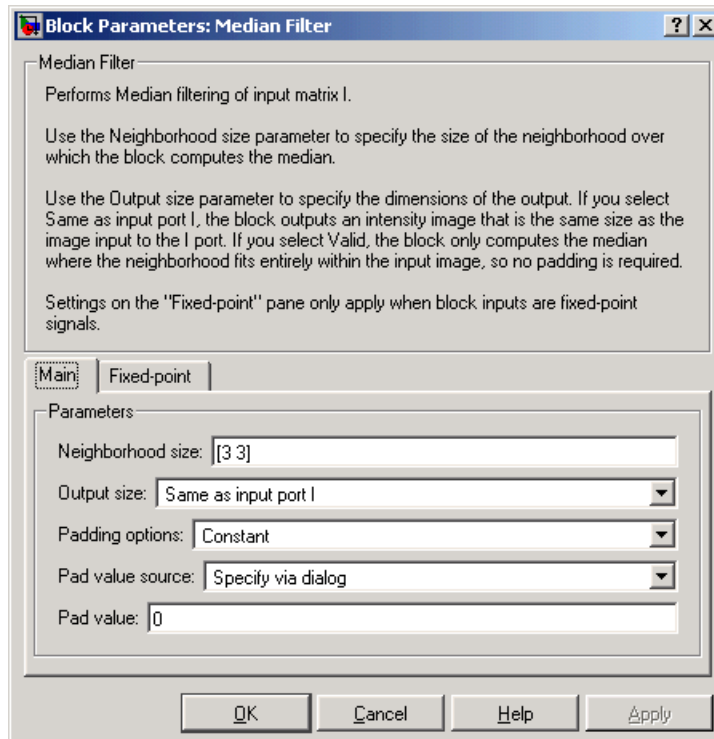 Block Parameters: Median Filter
Median Filter
Performs Median filtering of input matrix I.
Use the Neighborhood size parameter to specify the size of the neighborhood over
which the block computes the median.
Use the Output size parameter to specify the dimensions of the output. If you select
Same as input port I, the block outputs an intensity image that is the same size as the
image input to the I port. If you select Valid, the block only computes the median
where the neighborhood fits entirely within the input image, so no padding is required.
Settings on the "Fixed-point" pane only apply when block inputs are fixed-point
signals.
Main Fixed-point
Parameters
Neighborhood size: [3 3]
Output size: Same as input port I
Padding options: Constant
Pad value source: Specify via dialog
Pad value: 0
OK Cancel Help Apply